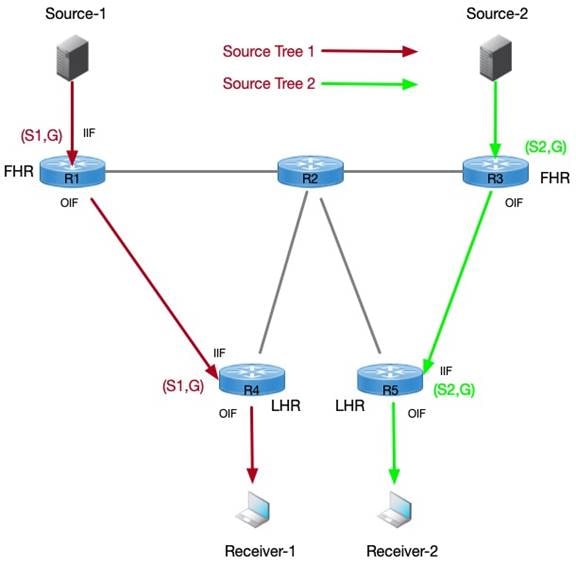 Source-1
Source-2
Source Tree 1
Source Tree 2
(S1,G)
IIF
(S2,G)
FHR
R1
R2
R3
FHR
OIF
OIF
IIF
IIF
(S1,G)
R4
R5
(S2,G)
OIF
LHR
LHR
OIF
Receiver-1
Receiver-2